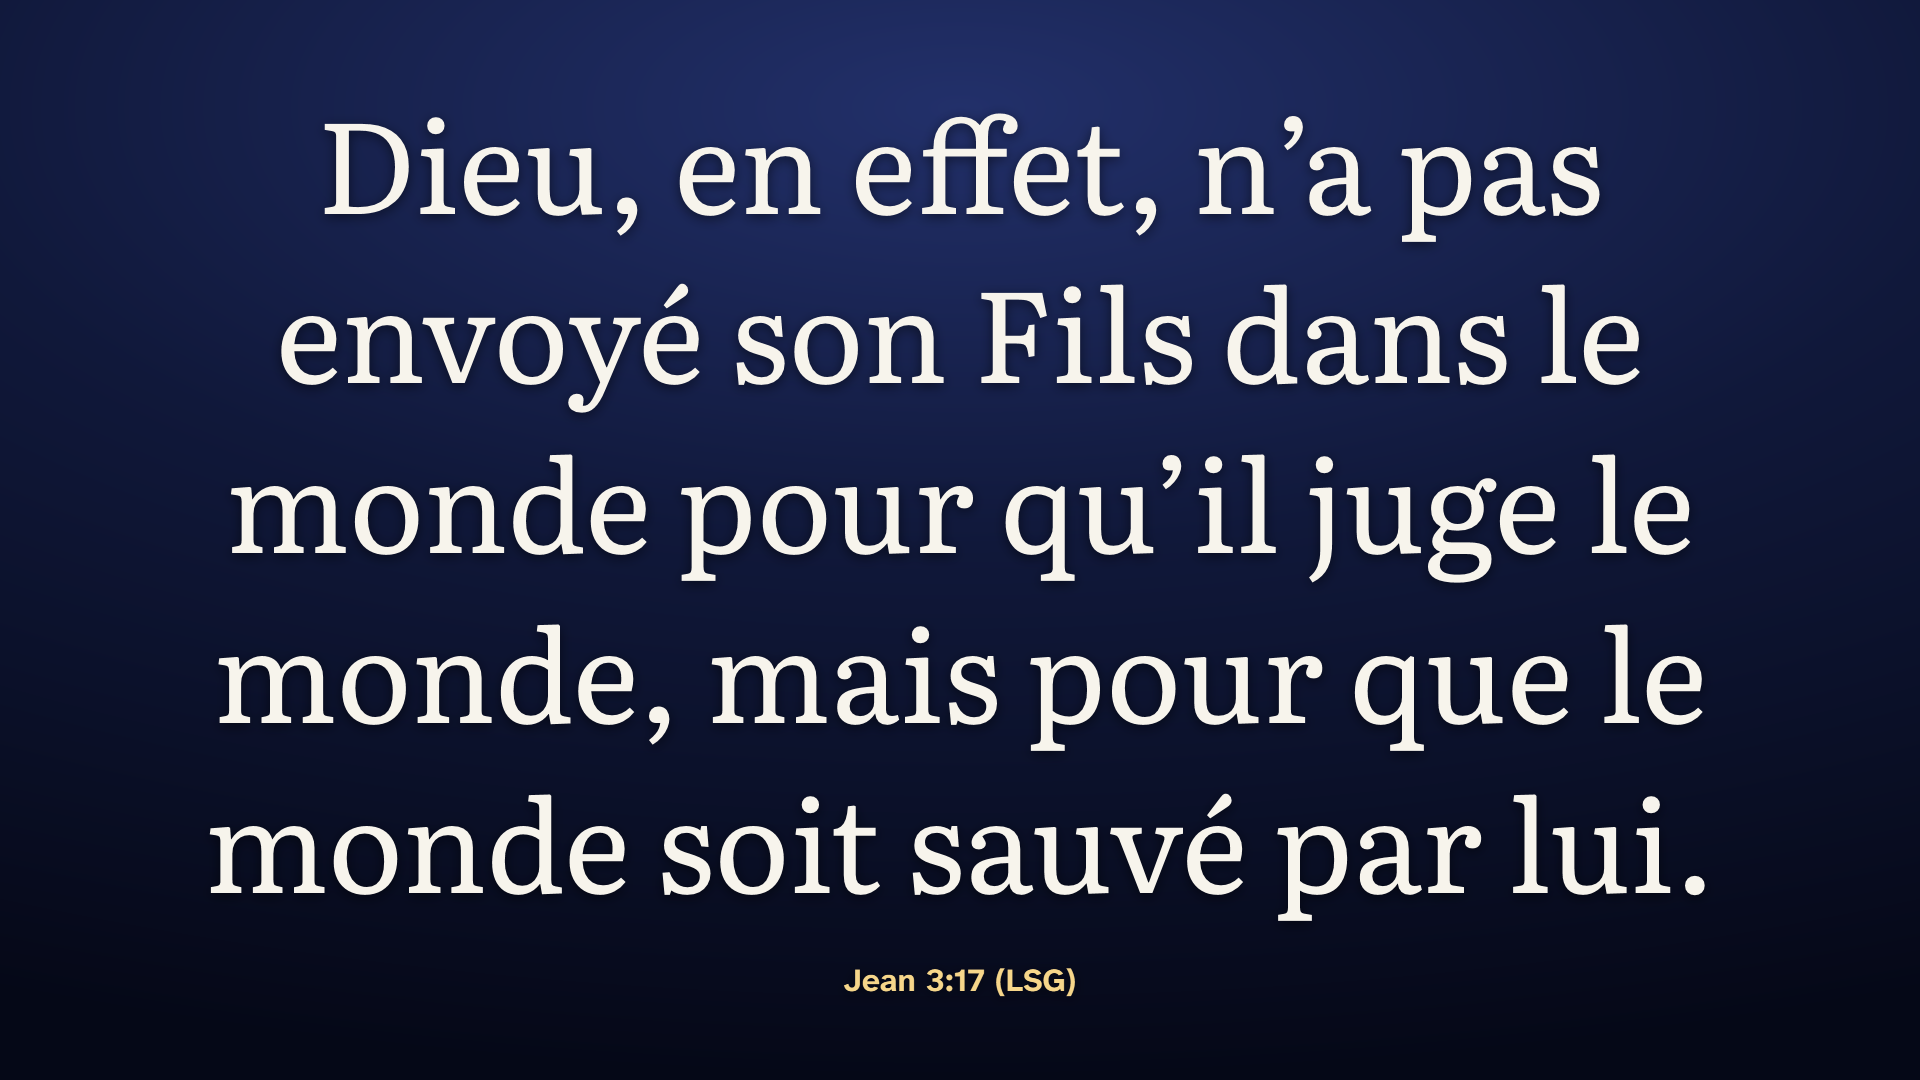 Dieu, en effet, n’a pas
envoyé son Fils dans le
monde pour qu’il juge le
monde, mais pour que le
monde soit sauvé par lui.
Jean 3:17 (LSG)